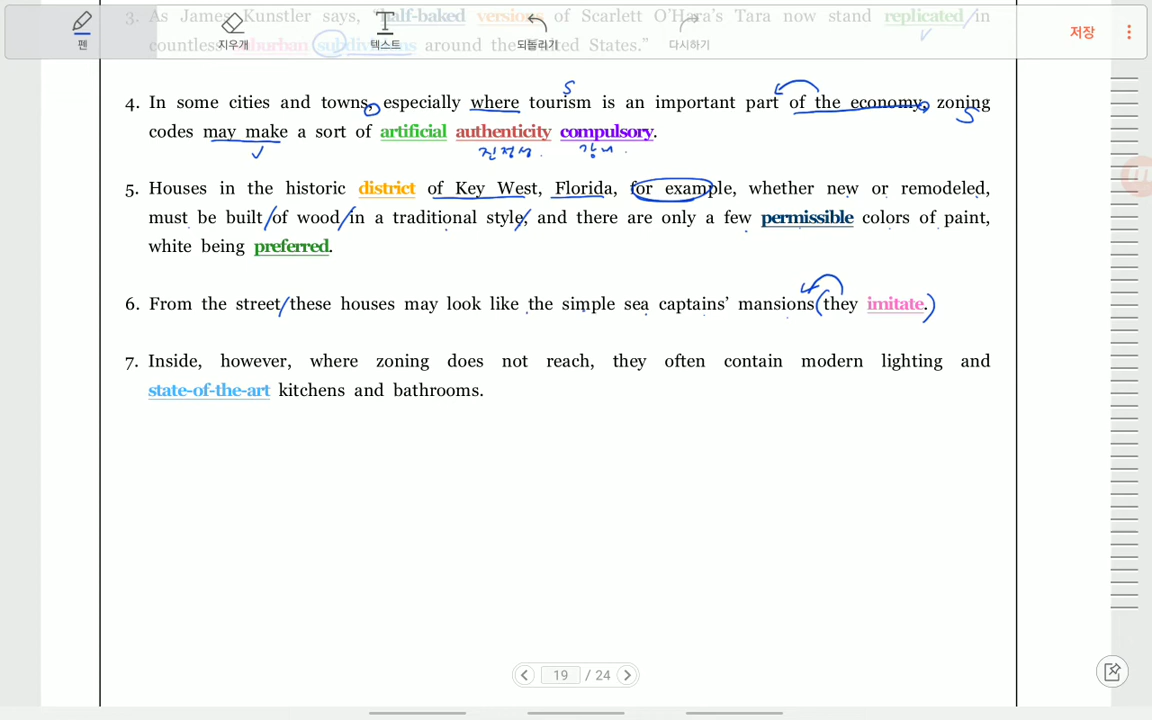 3. As James Kunstler says, "half-baked versions of Scarlett O'Hara's Tara now stand replicated in
countless suburban subdivisions around the United States."
펜 지우개 텍스트 되돌리기 다시하기 저장
S
4. In some cities and towns, especially where tourism is an important part of the economy, zoning
S
codes may make a sort of artificial authenticity compulsory.
진정성
5. Houses in the historic district of Key West, Florida, for example, whether new or remodeled,
must be built of wood in a traditional style, and there are only a few permissible colors of paint,
white being preferred.
6. From the street these houses may look like the simple sea captains' mansions (they imitate.)
7. Inside, however, where zoning does not reach, they often contain modern lighting and
state-of-the-art kitchens and bathrooms.
19 / 24